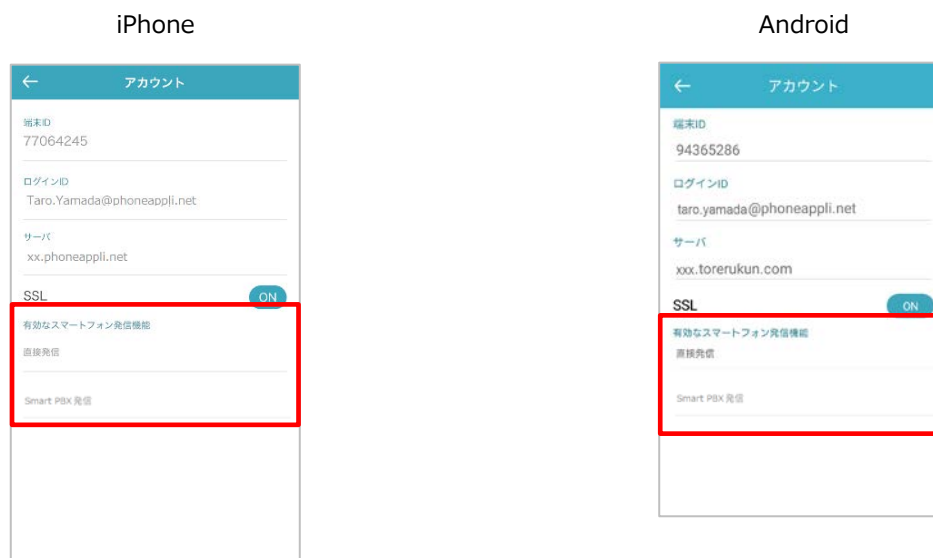 iPhone
アカウント
端末ID
77064245
ログインID
Taro.Yamada@phoneappli.net
サーバ
xx.phoneappli.net
SSL
ON
有効なスマートフォン発信機能
直接発信
Smart PBX 発信
Android
アカウント
端末ID
94365286
ログインID
taro.yamada@phoneappli.net
サーバ
xxx.torerukun.com
SSL
ON
有効なスマートフォン発信機能
直接発信
Smart PBX 発信